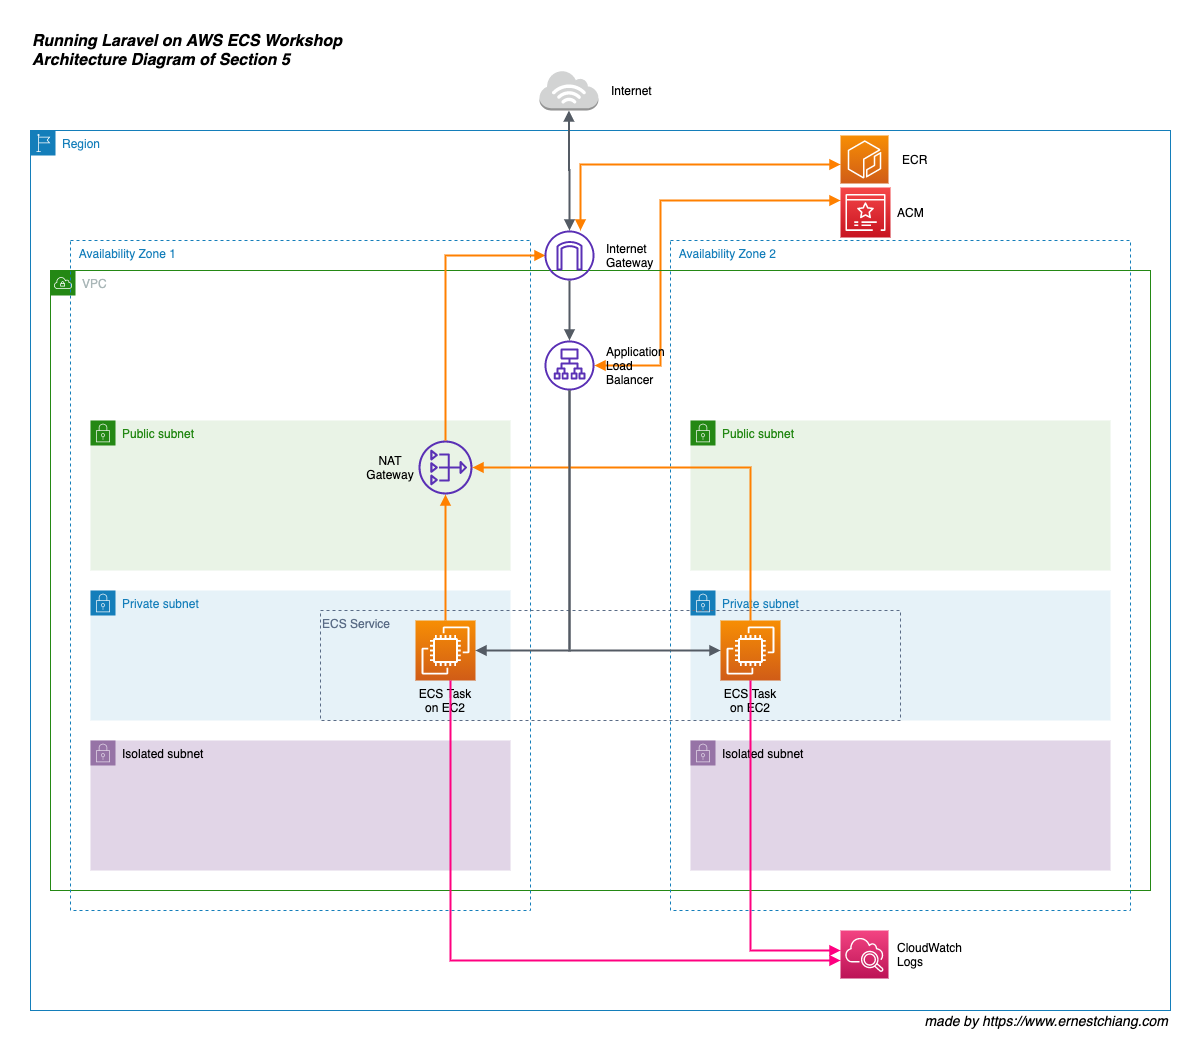 Running Laravel on AWS ECS Workshop
Architecture Diagram of Section 5
Internet
Region
ECR
ACM
Availability Zone 1
Internet
Gateway
Availability Zone 2
VPC
Application
Load
Balancer
Public subnet
Public subnet
NAT
Gateway
Private subnet
Private subnet
ECS Service
ECS Task
on EC2
ECS Task
on EC2
Isolated subnet
Isolated subnet
CloudWatch
Logs
made by https://www.ernestchiang.com